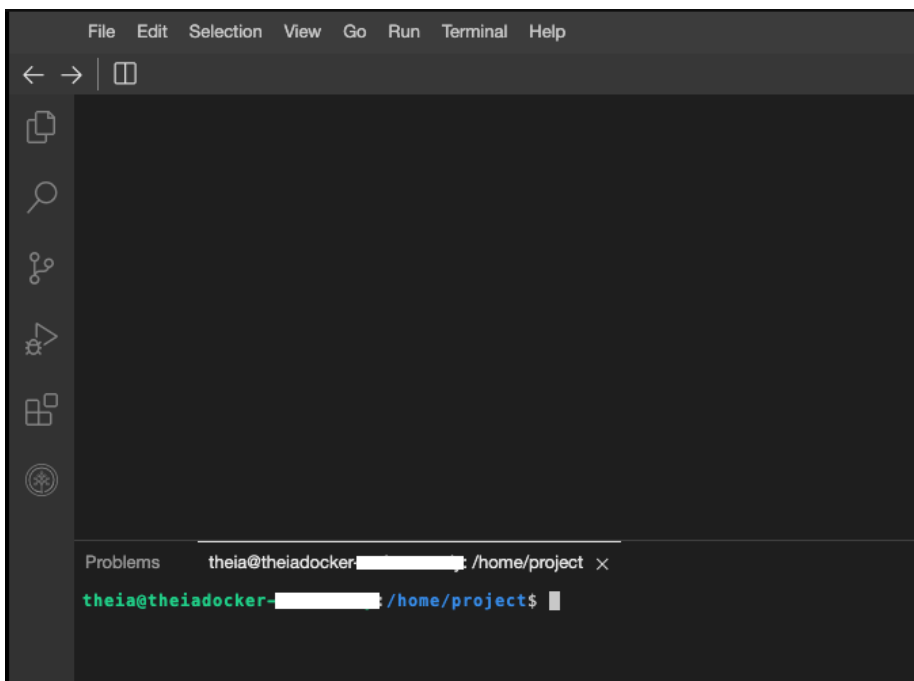 File Edit Selection View Go Run Terminal Help
Problems theia@theiadocker- : /home/project ×
theia@theiadocker- :/home/project$